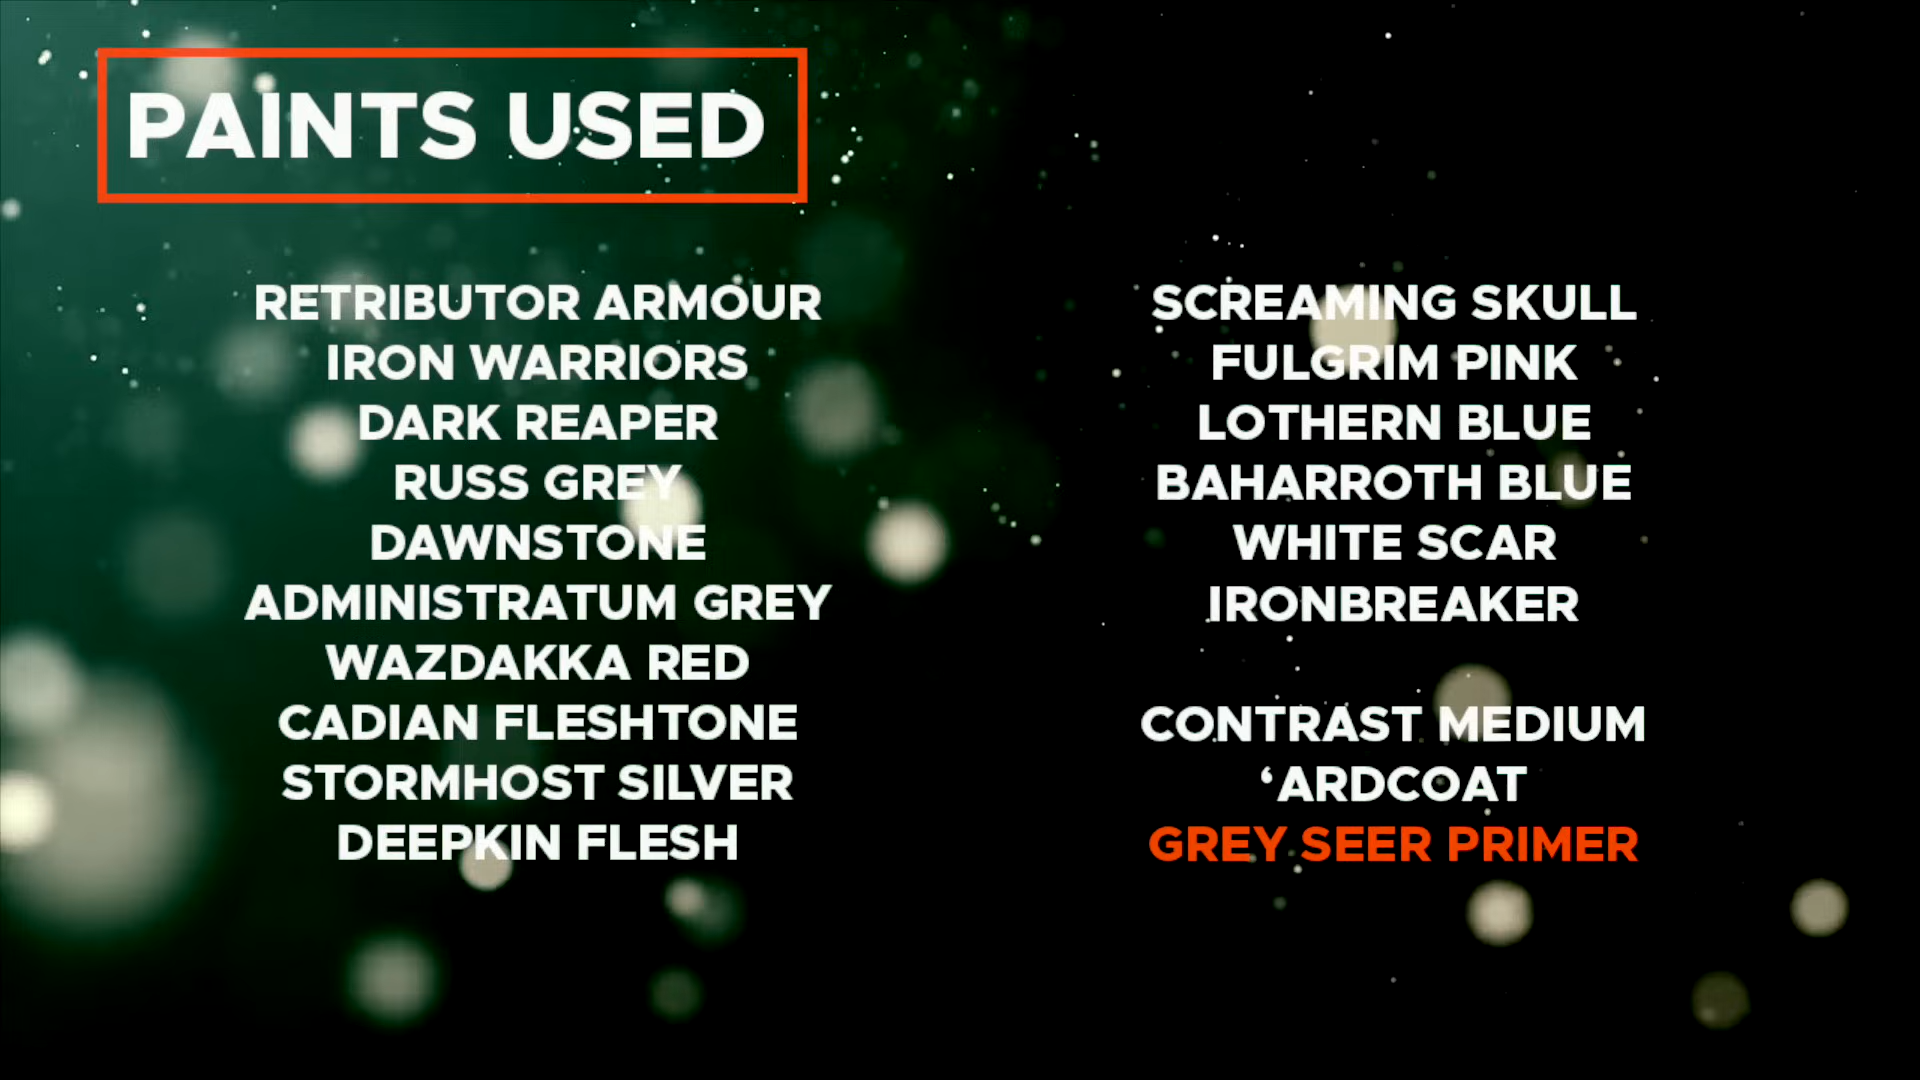 PAINTS USED
RETRIBUTOR ARMOUR
IRON WARRIORS
DARK REAPER
RUSS GREY
DAWNSTONE
ADMINISTRATUM GREY
WAZDAKKA RED
CADIAN FLESHTONE
STORMHOST SILVER
DEEPKIN FLESH
SCREAMING SKULL
FULGRIM PINK
LOTHERN BLUE
BAHARROTH BLUE
WHITE SCAR
IRONBREAKER
CONTRAST MEDIUM
‘ARDCOAT
GREY SEER PRIMER